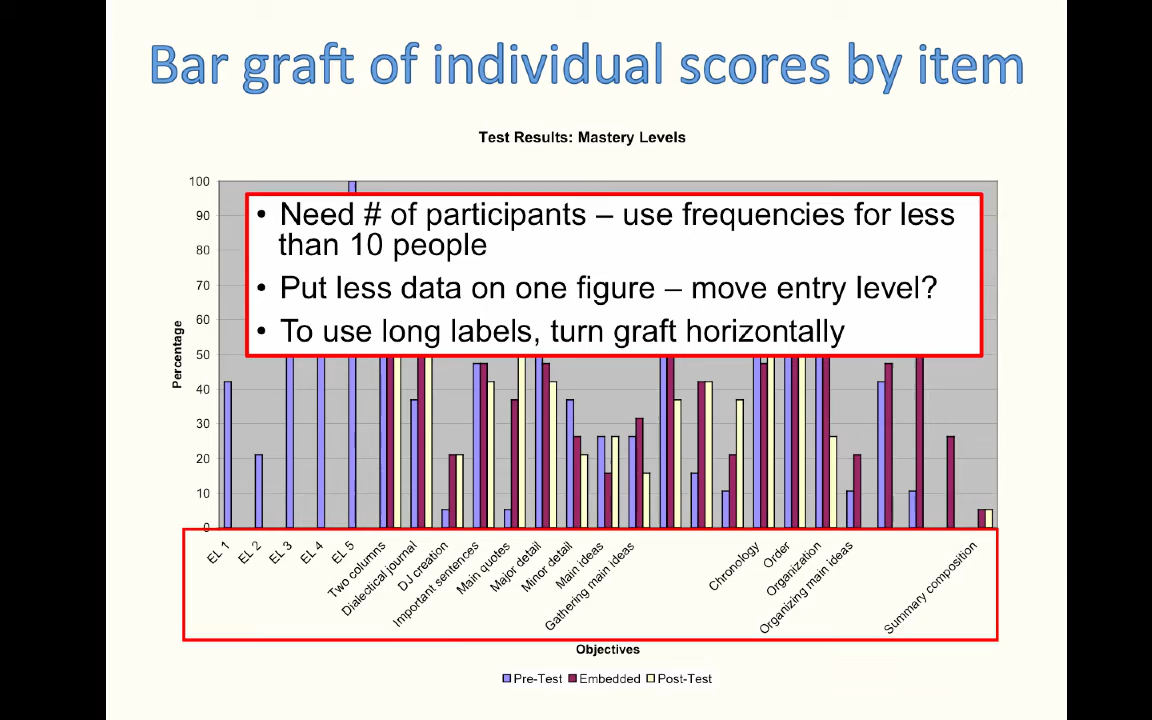 Bar graft of individual scores by item
Test Results: Mastery Levels
• Need # of participants – use frequencies for less
than 10 people
• Put less data on one figure – move entry level?
• To use long labels, turn graft horizontally
Percentage
100
90
80
70
60
50
40
30
20
10
0
EL 1
EL 2
EL 3
EL 4
EL 5
Two columns
Dialectical journal
DJ creation
Important sentences
Main quotes
Major detail
Minor detail
Main ideas
Gathering main ideas
Chronology
Order
Organization
Organizing main ideas
Summary composition
Objectives
Pre-Test Embedded Post-Test